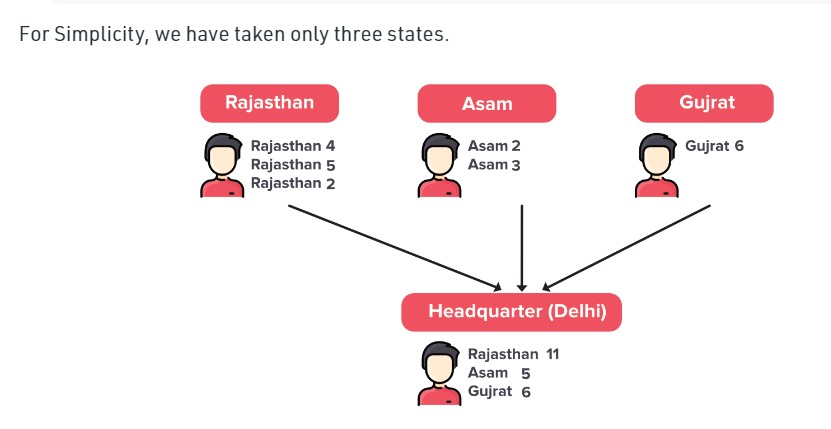 For Simplicity, we have taken only three states.
Rajasthan
Asam
Gujrat
Rajasthan 4
Rajasthan 5
Rajasthan 2
Asam 2
Asam 3
Gujrat 6
Headquarter (Delhi)
Rajasthan 11
Asam 5
Gujrat 6